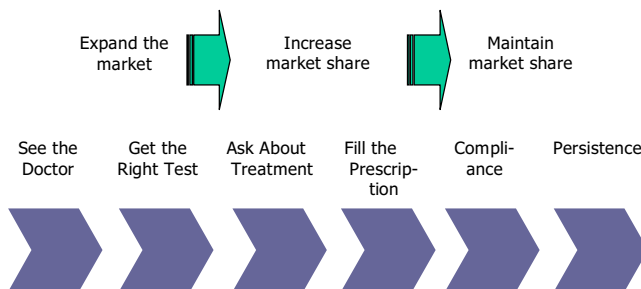 Expand the
market
Increase
market share
Maintain
market share
See the
Doctor
Get the
Right Test
Ask About
Treatment
Fill the
Prescrip-
tion
Compli-
ance
Persistence